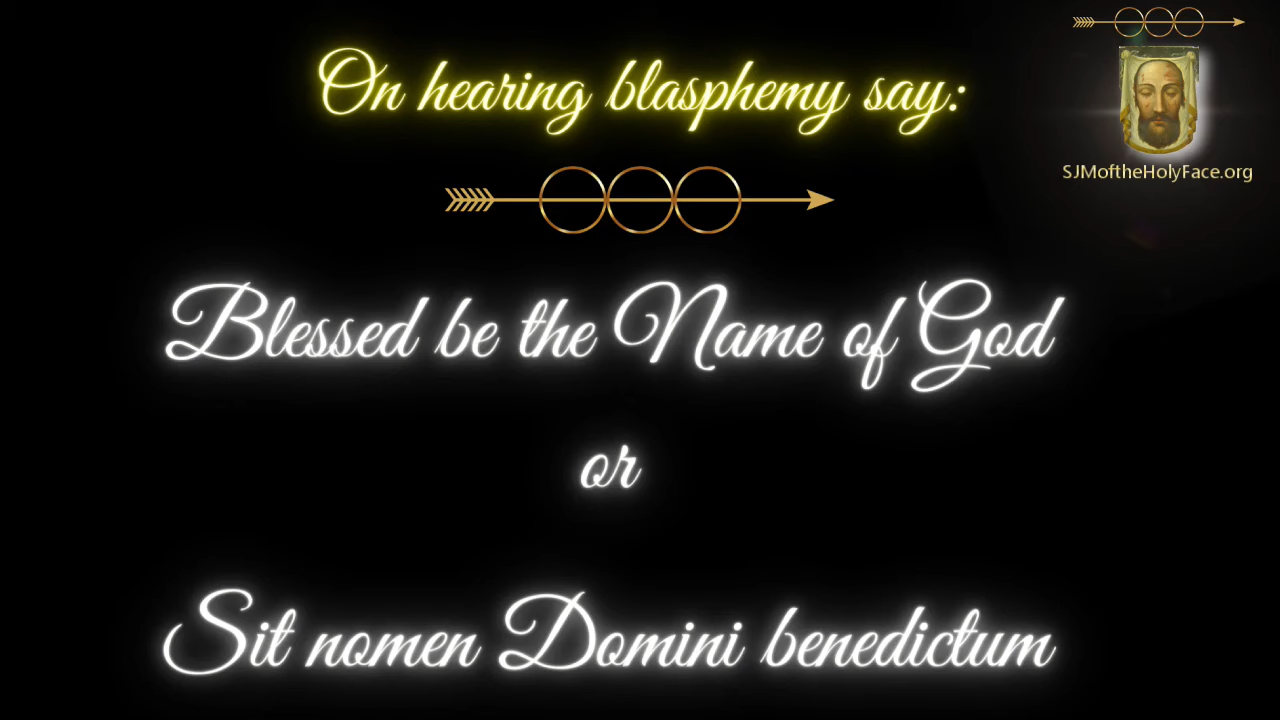 On hearing blasphemy say:
SJMoftheHolyFace.org
Blessed be the Name of God
or
Sit nomen Domini benedictum